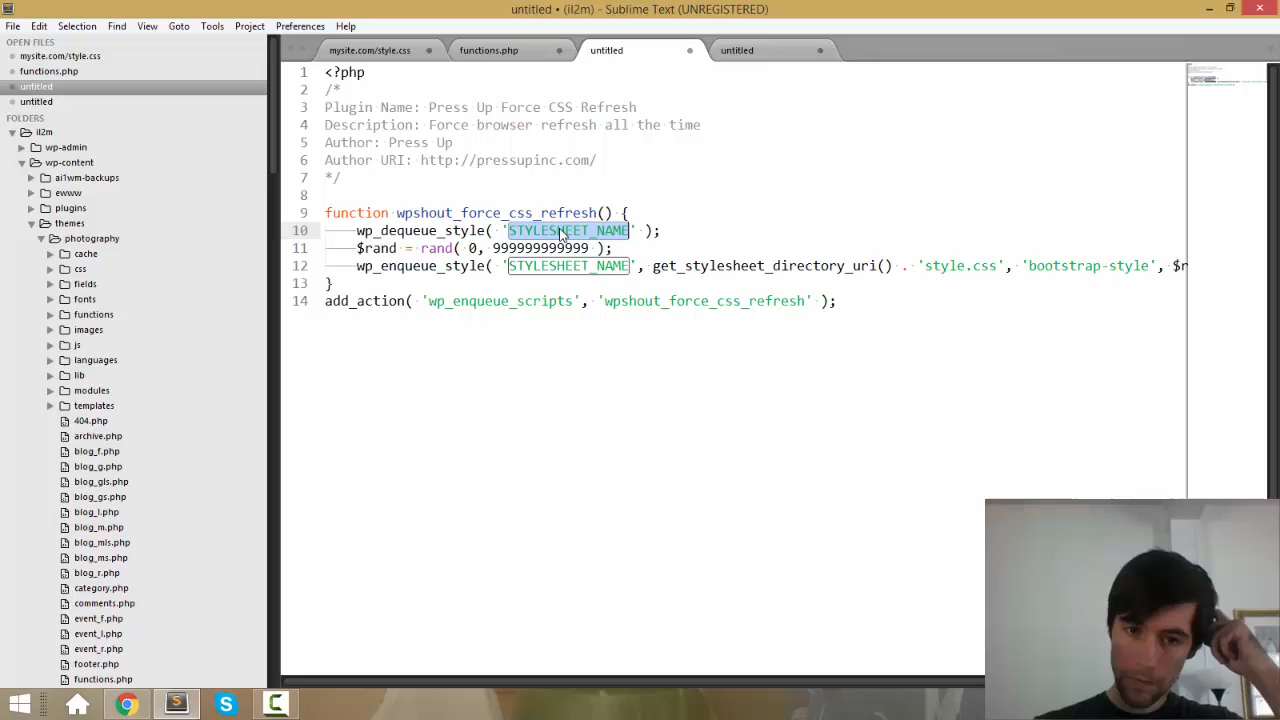 untitled • (il2m) - Sublime Text (UNREGISTERED)
File Edit Selection Find View Goto Tools Project Preferences Help
OPEN FILES
mysite.com/style.css
functions.php
untitled
untitled
FOLDERS
il2m
wp-admin
wp-content
ai1wm-backups
ewww
plugins
themes
photography
cache
css
fields
fonts
functions
images
js
languages
lib
modules
templates
404.php
archive.php
blog_f.php
blog_g.php
blog_gls.php
blog_gs.php
blog_l.php
blog_m.php
blog_mls.php
blog_ms.php
blog_r.php
category.php
comments.php
event_f.php
event_l.php
event_r.php
footer.php
functions.php
mysite.com/style.css functions.php untitled untitled
1 <?php
2 /*
3 Plugin Name: Press Up Force CSS Refresh
4 Description: Force browser refresh all the time
5 Author: Press Up
6 Author URI: http://pressupinc.com/
7 */
8
9 function wpshout_force_css_refresh() {
10 wp_dequeue_style( 'STYLESHEET_NAME' );
11 $rand = rand( 0, 999999999999 );
12 wp_enqueue_style( 'STYLESHEET_NAME', get_stylesheet_directory_uri() . 'style.css', 'bootstrap-style', $r
13 }
14 add_action( 'wp_enqueue_scripts', 'wpshout_force_css_refresh' );